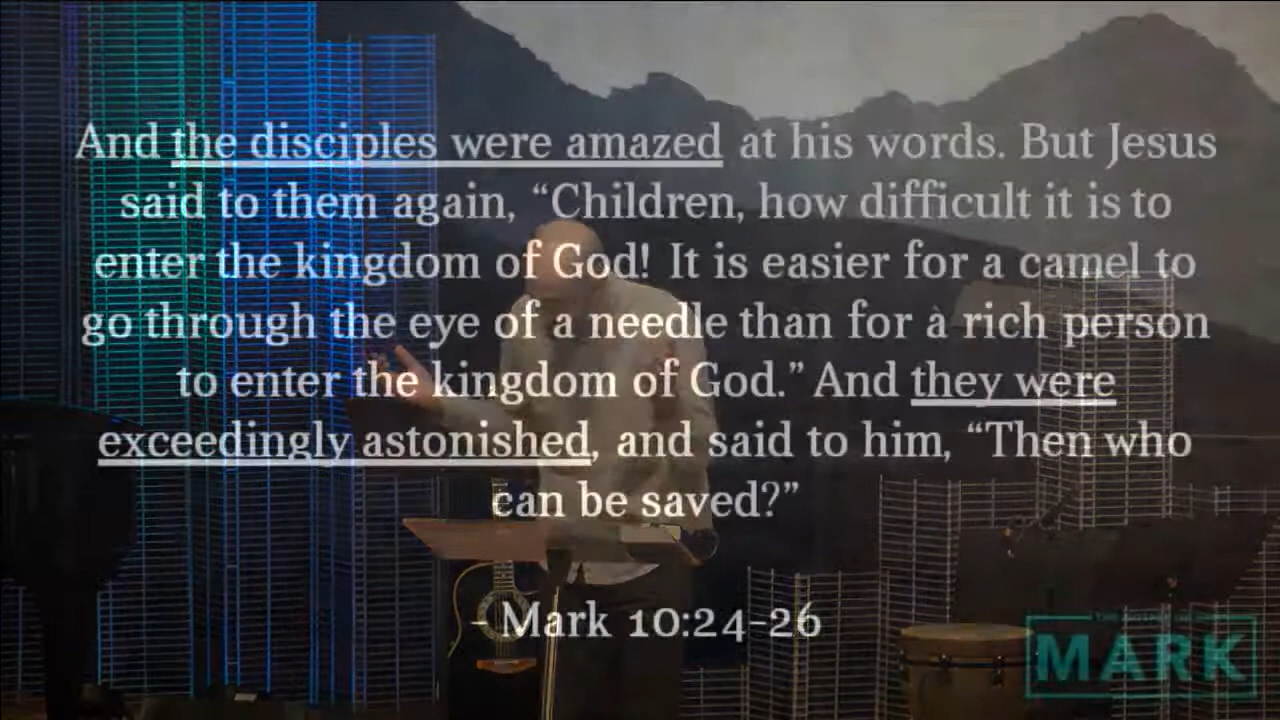 And the disciples were amazed at his words. But Jesus
said to them again, “Children, how difficult it is to
enter the kingdom of God! It is easier for a camel to
go through the eye of a needle than for a rich person
to enter the kingdom of God.” And they were
exceedingly astonished, and said to him, “Then who
can be saved?”
- Mark 10:24-26
MARK